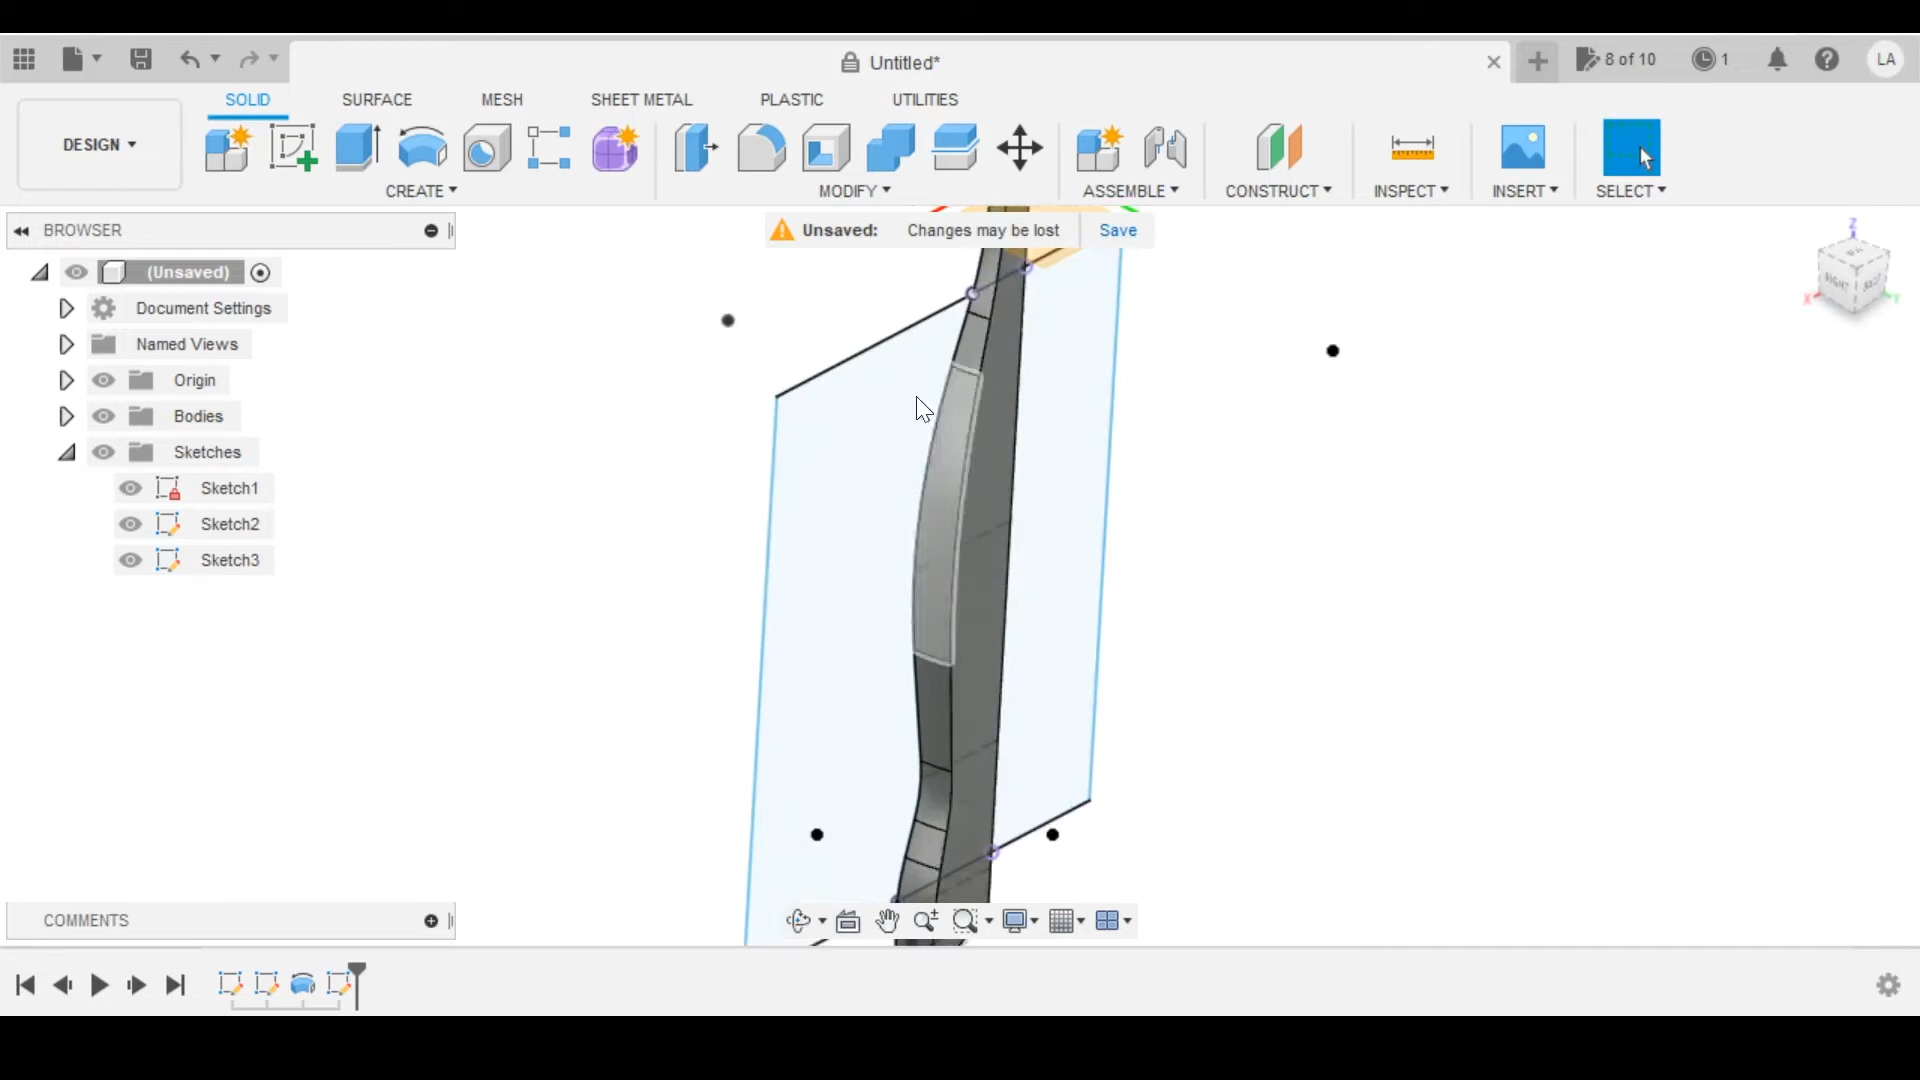 Untitled*
8 of 10
1
LA
DESIGN
SOLID
SURFACE
MESH
SHEET METAL
PLASTIC
UTILITIES
CREATE
MODIFY
ASSEMBLE
CONSTRUCT
INSPECT
INSERT
SELECT
BROWSER
Unsaved: Changes may be lost Save
(Unsaved)
Document Settings
Named Views
Origin
Bodies
Sketches
Sketch1
Sketch2
Sketch3
Z
RIGHT
X
Y
COMMENTS